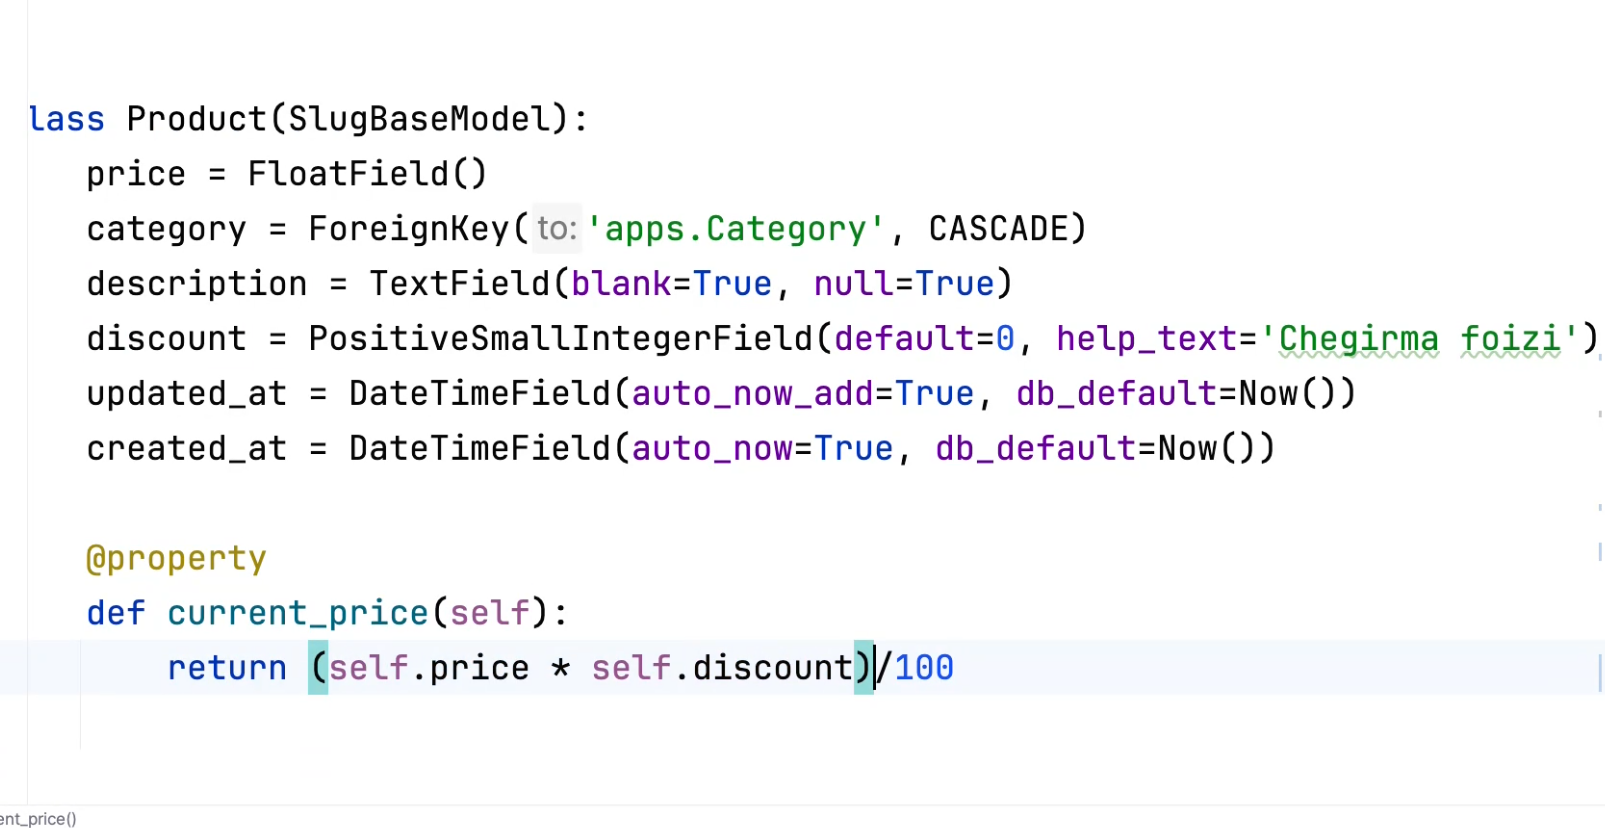 lass Product(SlugBaseModel):
price = FloatField()
category = ForeignKey(to: 'apps.Category', CASCADE)
description = TextField(blank=True, null=True)
discount = PositiveSmallIntegerField(default=0, help_text='Chegirma foizi')
updated_at = DateTimeField(auto_now_add=True, db_default=Now())
created_at = DateTimeField(auto_now=True, db_default=Now())
@property
def current_price(self):
return (self.price * self.discount)/100
ent_price()